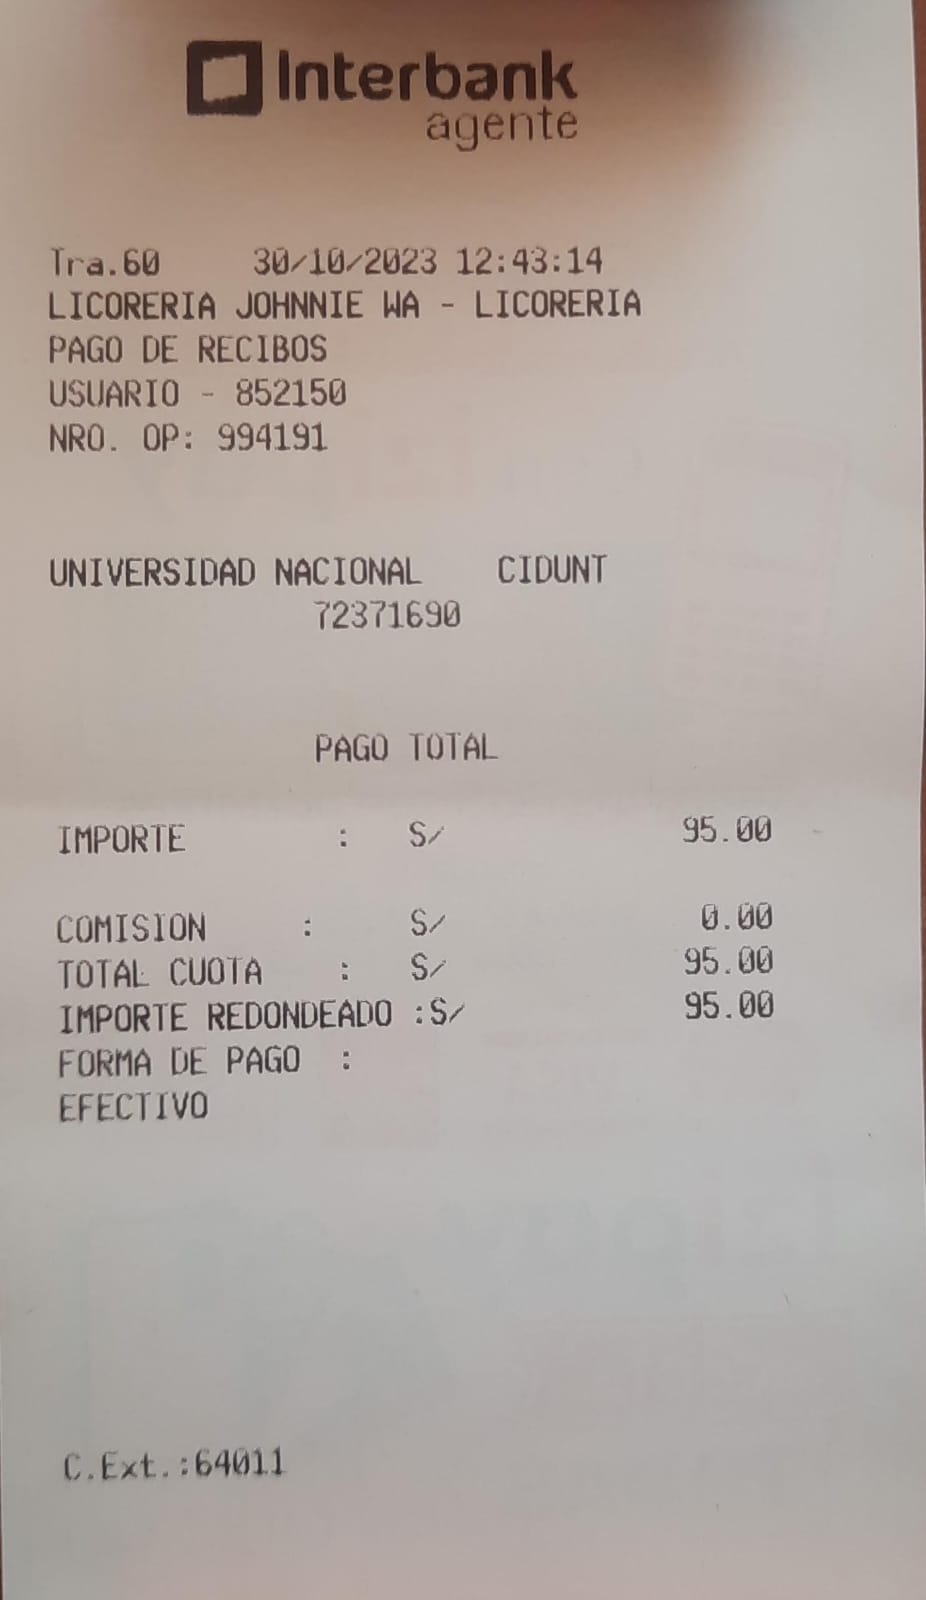 Interbank
agente
Tra.60 30/10/2023 12:43:14
LICORERIA JOHNNIE WA - LICORERIA
PAGO DE RECIBOS
USUARIO - 852150
NRO. OP: 994191
UNIVERSIDAD NACIONAL CIDUNT
72371690
PAGO TOTAL
IMPORTE : S/ 95.00
COMISION : S/ 0.00
TOTAL CUOTA : S/ 95.00
IMPORTE REDONDEADO :S/ 95.00
FORMA DE PAGO :
EFECTIVO
C.Ext.:64011